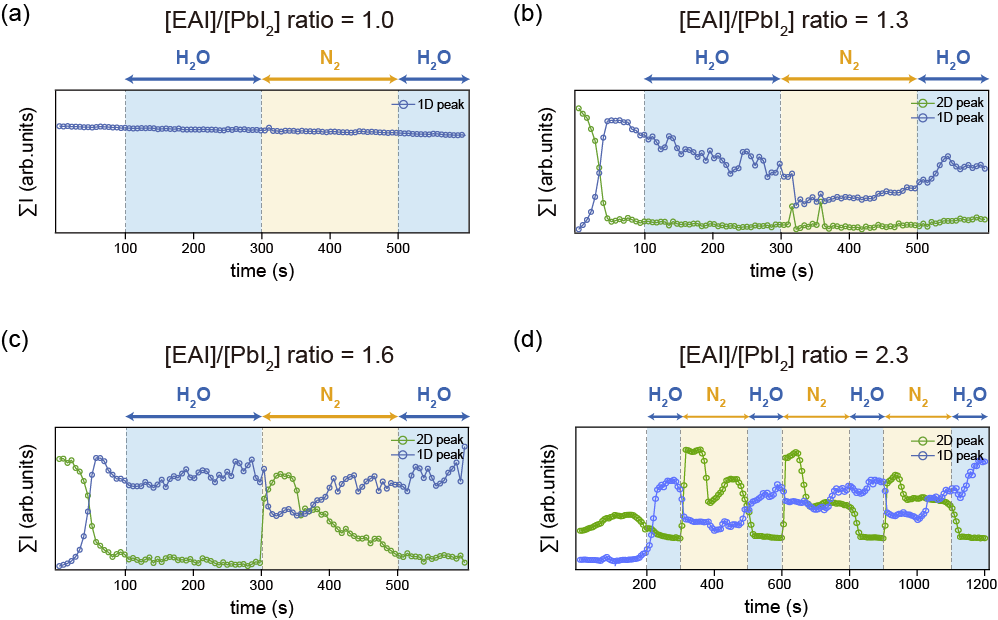 (a)
[EAI]/[PbI2] ratio = 1.0
H2O
N2
H2O
1D peak
∑I (arb.units)
100
200
300
400
500
time (s)
(b)
[EAI]/[PbI2] ratio = 1.3
H2O
N2
H2O
2D peak
1D peak
∑I (arb.units)
100
200
300
400
500
time (s)
(c)
[EAI]/[PbI2] ratio = 1.6
H2O
N2
H2O
2D peak
1D peak
∑I (arb.units)
100
200
300
400
500
time (s)
(d)
[EAI]/[PbI2] ratio = 2.3
H2O
N2
H2O
N2
H2O
N2
H2O
2D peak
1D peak
∑I (arb.units)
200
400
600
800
1000
1200
time (s)